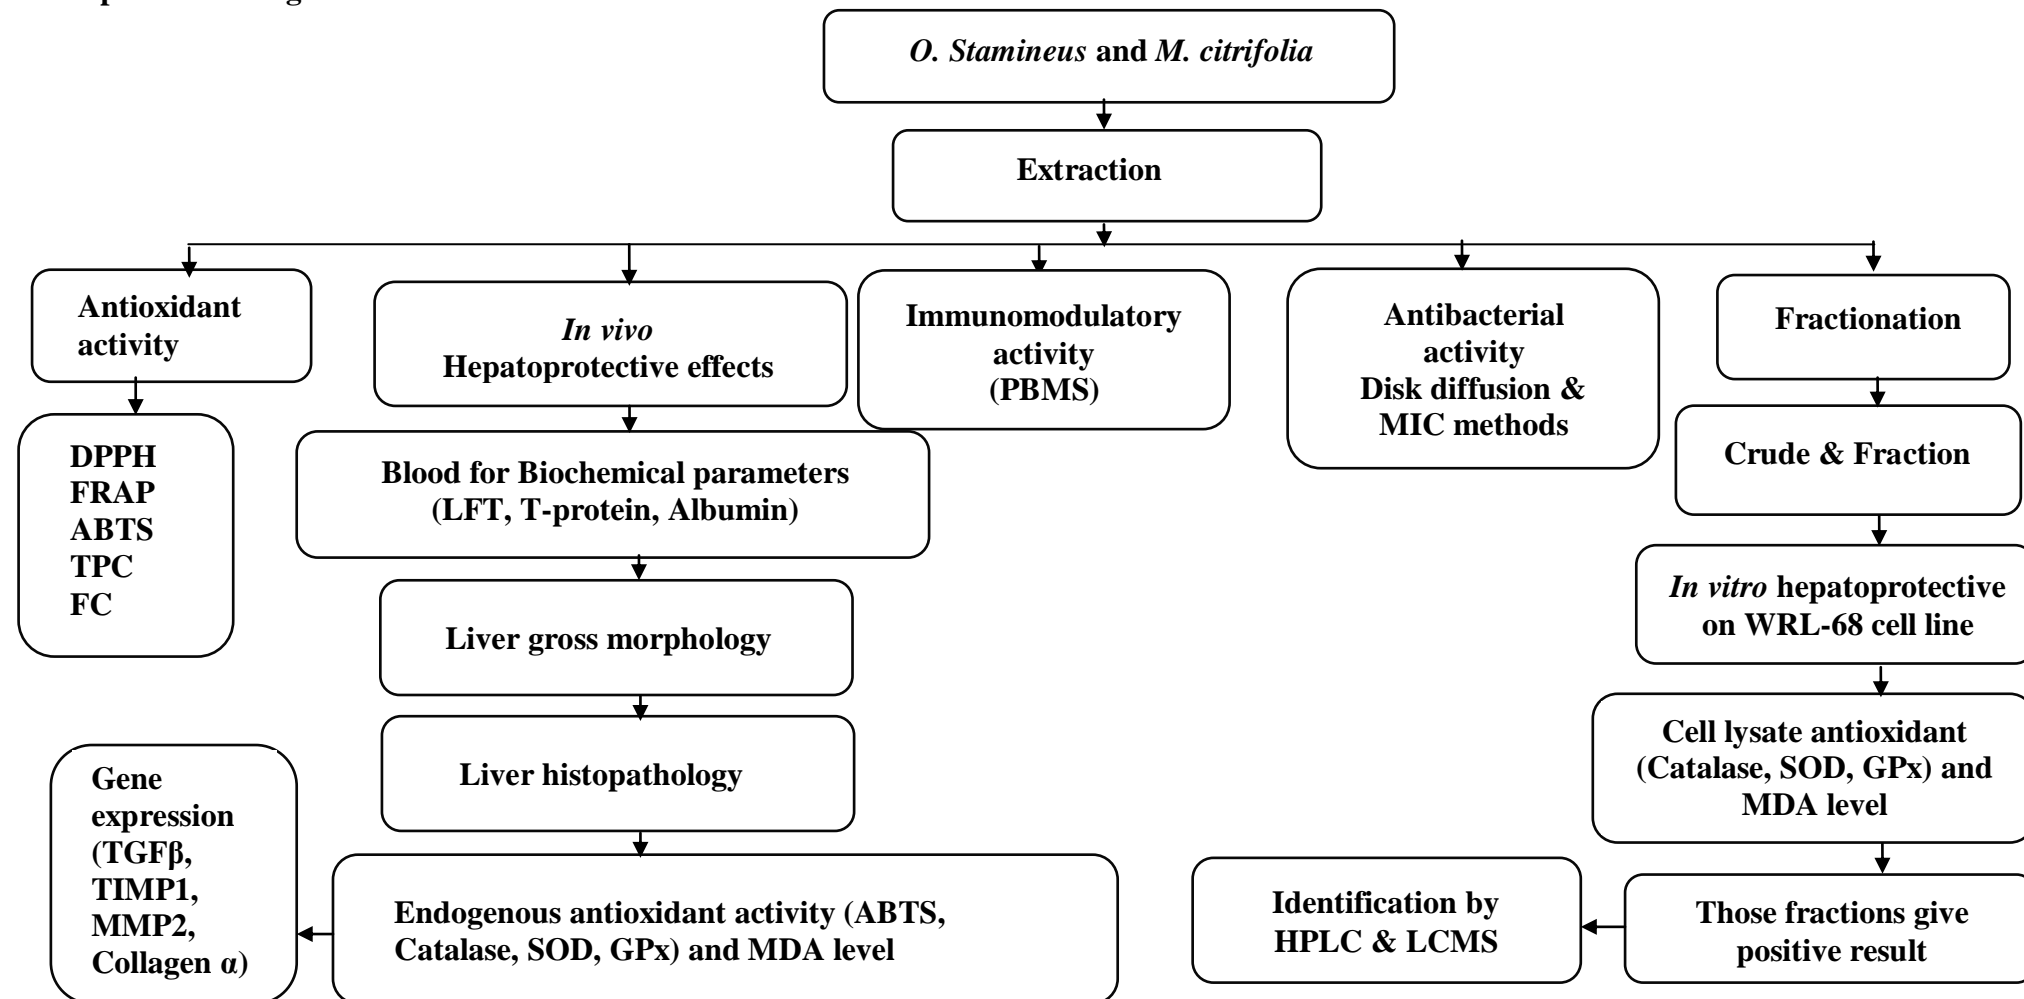 O. Stamineus and M. citrifolia
Extraction
Antioxidant
activity
In vivo
Hepatoprotective effects
Immunomodulatory
activity
(PBMS)
Antibacterial
activity
Disk diffusion &
MIC methods
Fractionation
DPPH
FRAP
ABTS
TPC
FC
Blood for Biochemical parameters
(LFT, T-protein, Albumin)
Crude & Fraction
Liver gross morphology
In vitro hepatoprotective
on WRL-68 cell line
Liver histopathology
Cell lysate antioxidant
(Catalase, SOD, GPx) and
MDA level
Gene
expression
(TGFβ,
TIMP1,
MMP2,
Collagen α)
Endogenous antioxidant activity (ABTS,
Catalase, SOD, GPx) and MDA level
Identification by
HPLC & LCMS
Those fractions give
positive result